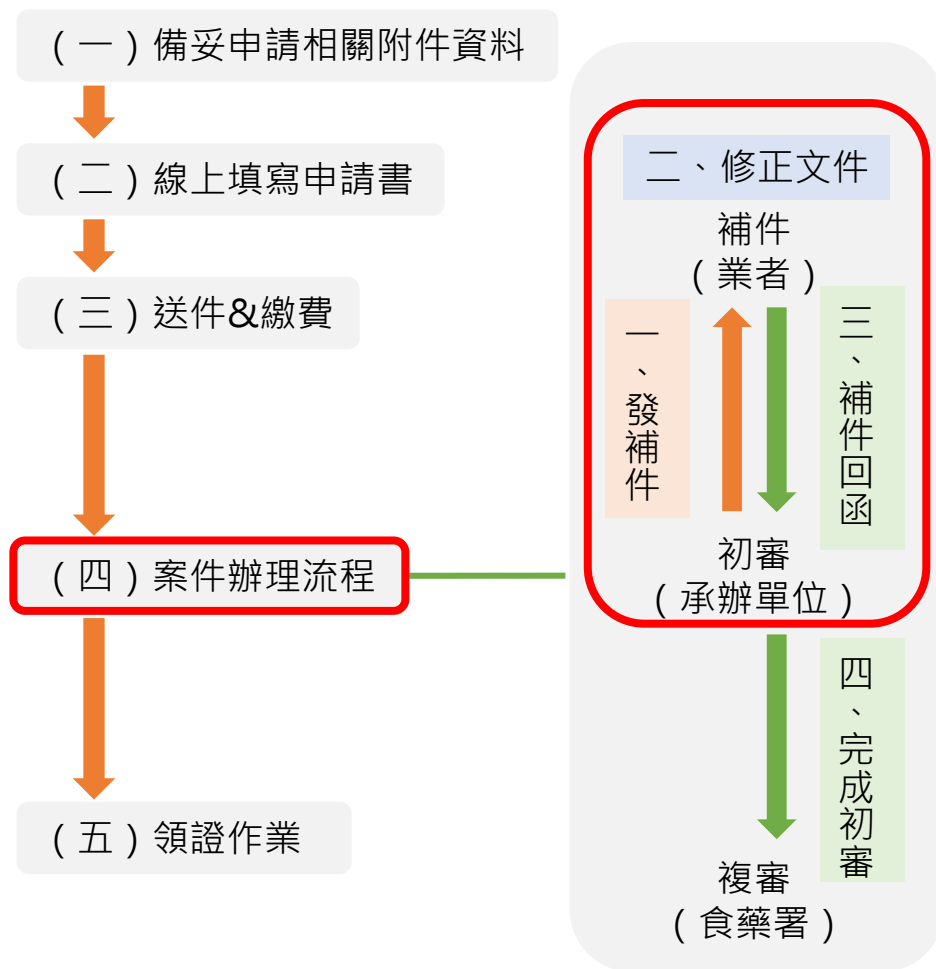 (一)備妥申請相關附件資料
(二)線上填寫申請書
(三)送件&繳費
(四)案件辦理流程
(五)領證作業
二、修正文件
補件
(業者)
一、發補件
三、補件回函
初審
(承辦單位)
四、完成初審
複審
(食藥署)